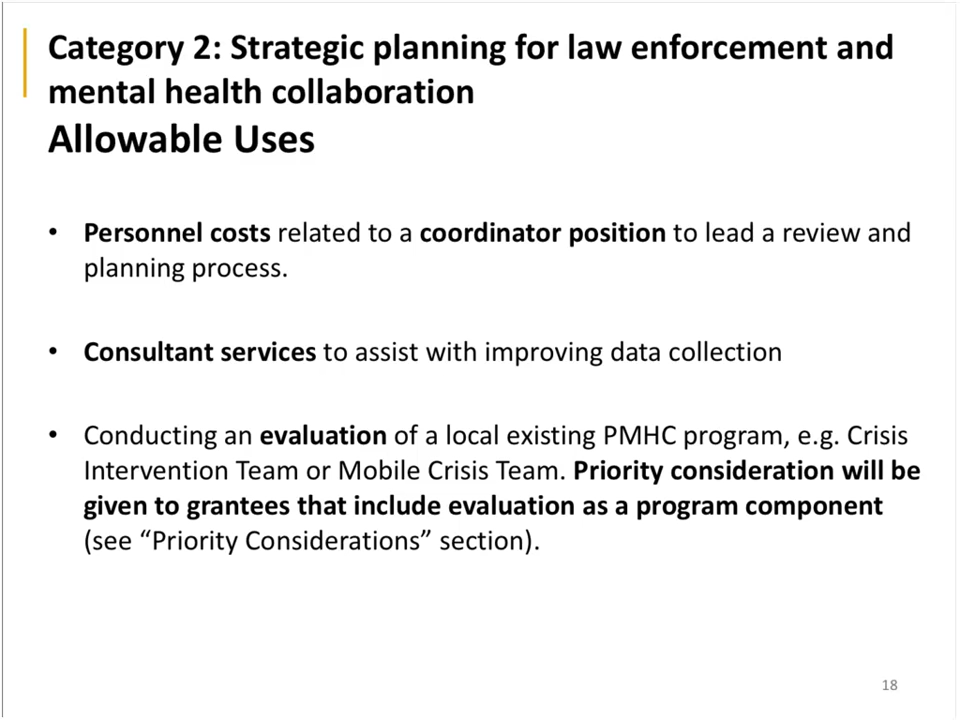 Category 2: Strategic planning for law enforcement and
mental health collaboration
Allowable Uses
• Personnel costs related to a coordinator position to lead a review and
planning process.
• Consultant services to assist with improving data collection
• Conducting an evaluation of a local existing PMHC program, e.g. Crisis
Intervention Team or Mobile Crisis Team. Priority consideration will be
given to grantees that include evaluation as a program component
(see “Priority Considerations” section).
18